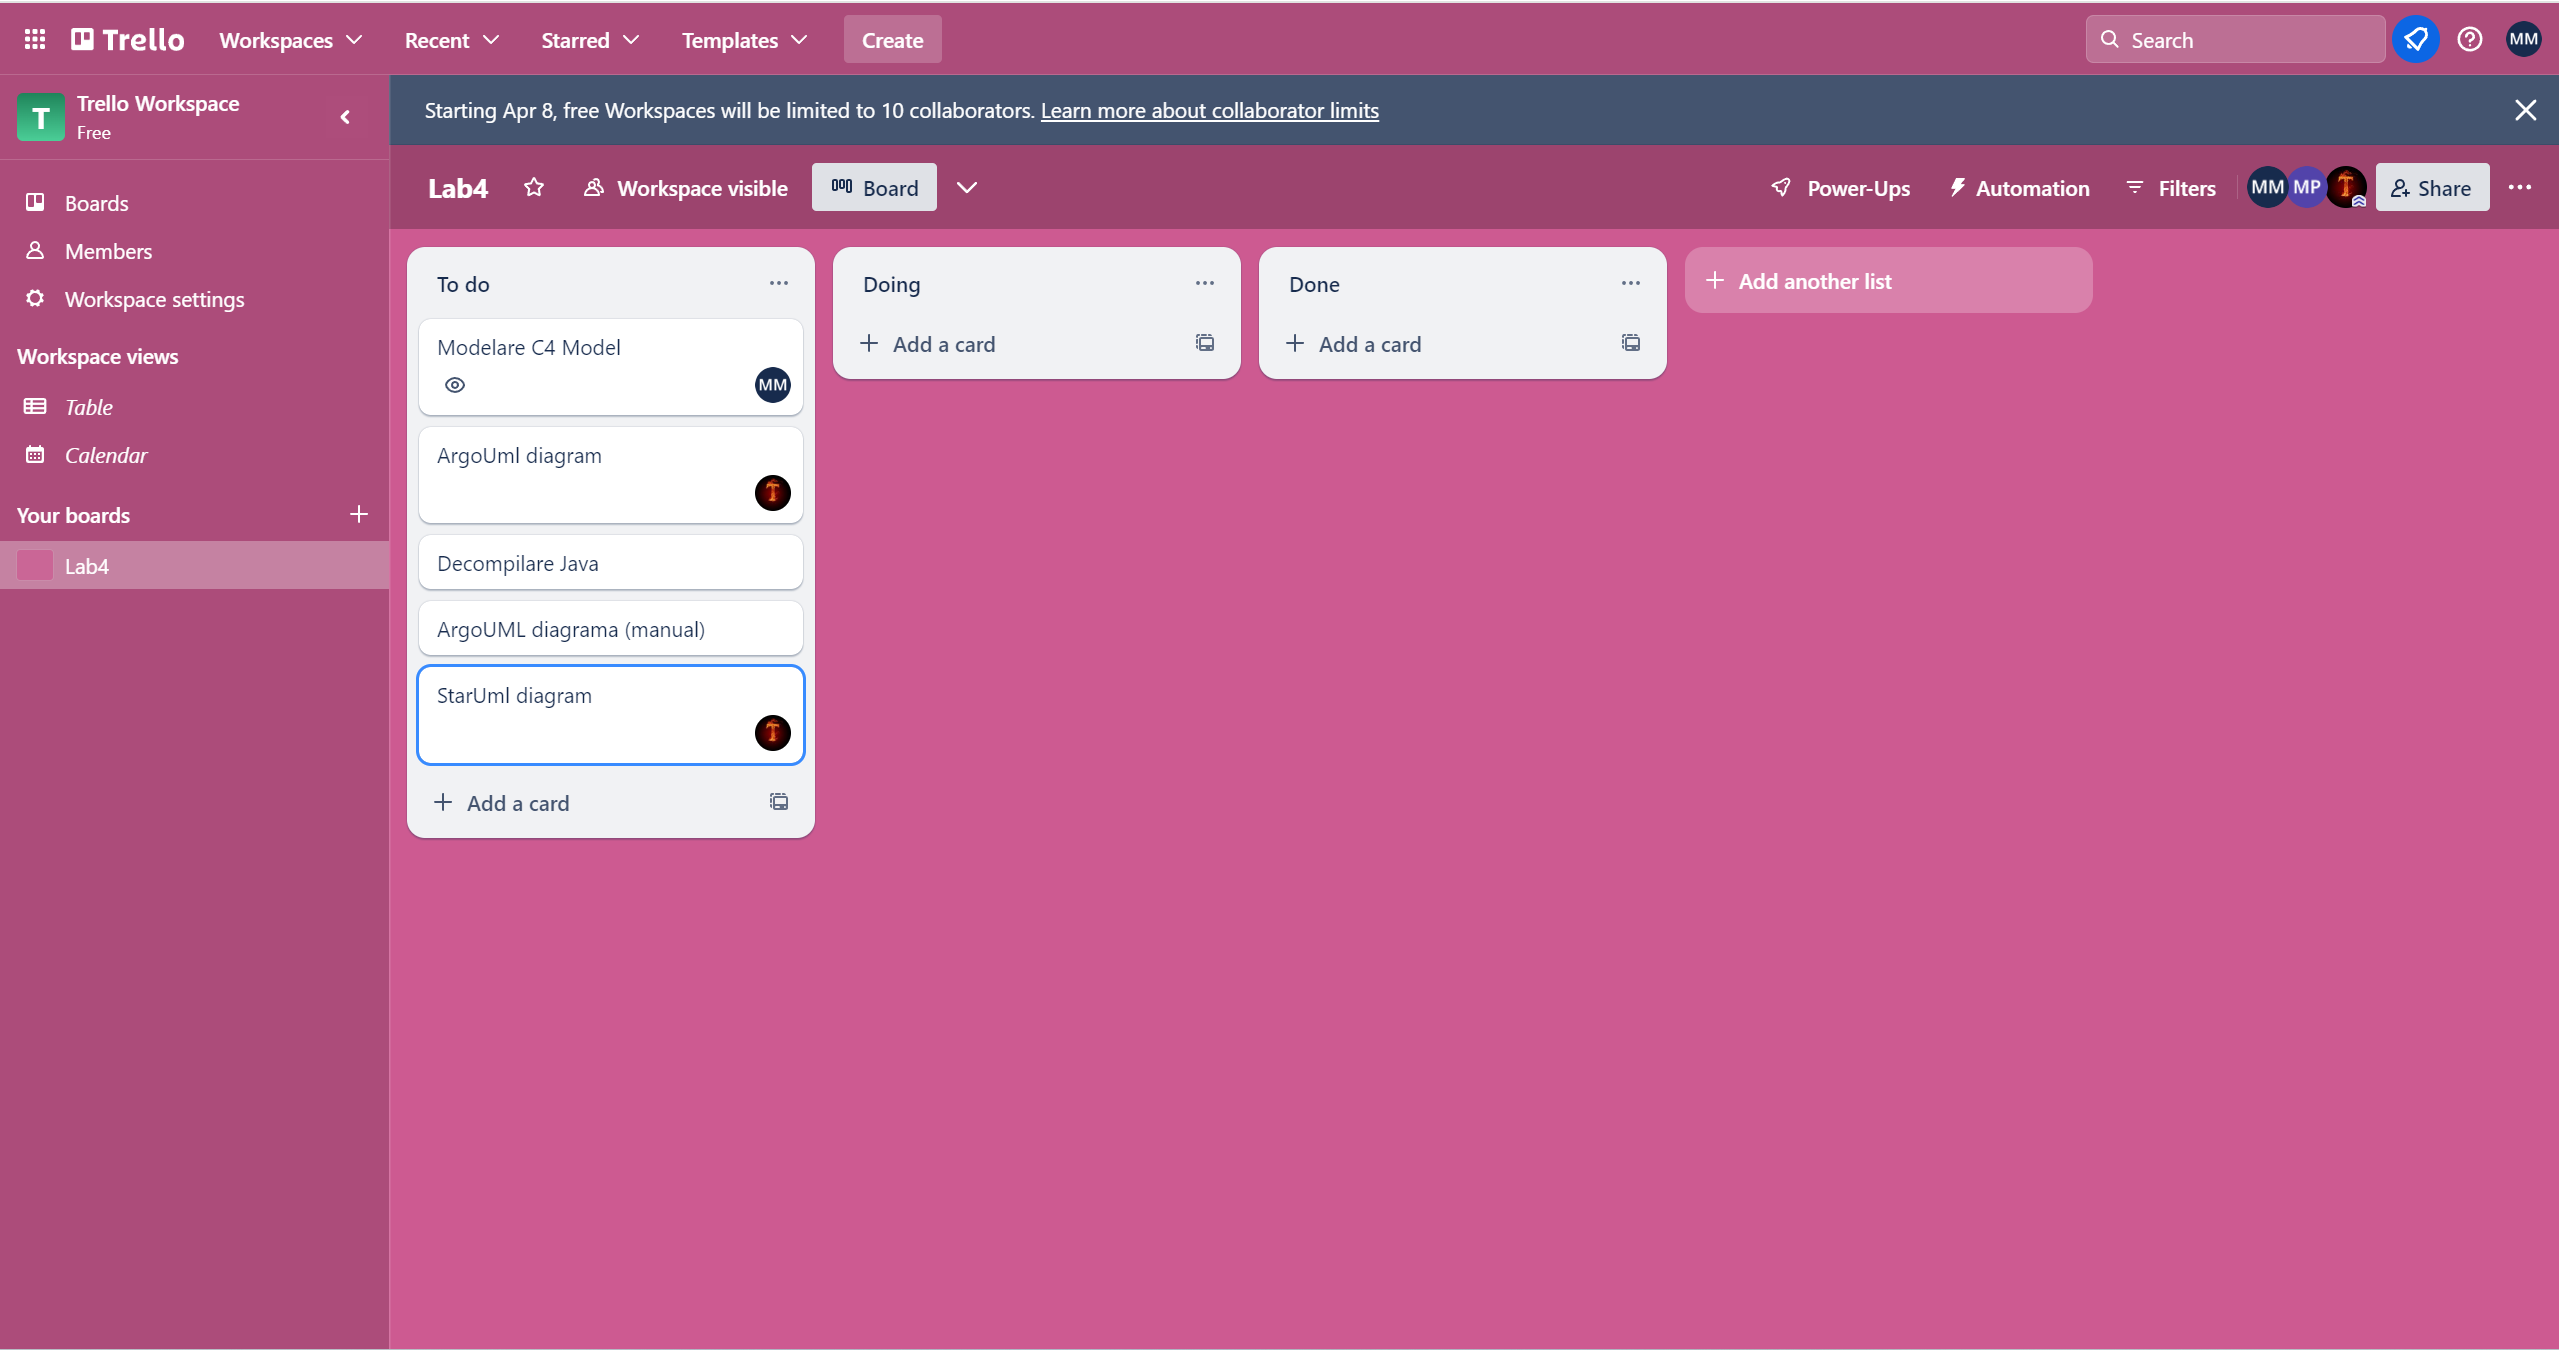 Trello
Workspaces
Recent
Starred
Templates
Create
Search
MM
T
Trello Workspace
Free
Starting Apr 8, free Workspaces will be limited to 10 collaborators. Learn more about collaborator limits
Boards
Members
Workspace settings
Workspace views
Table
Calendar
Your boards
Lab4
Lab4
Workspace visible
Board
Power-Ups
Automation
Filters
MM
MP
T
Share
To do
Modelare C4 Model
MM
ArgoUml diagram
T
Decompilare Java
ArgoUML diagrama (manual)
StarUml diagram
T
Add a card
Doing
Add a card
Done
Add a card
Add another list